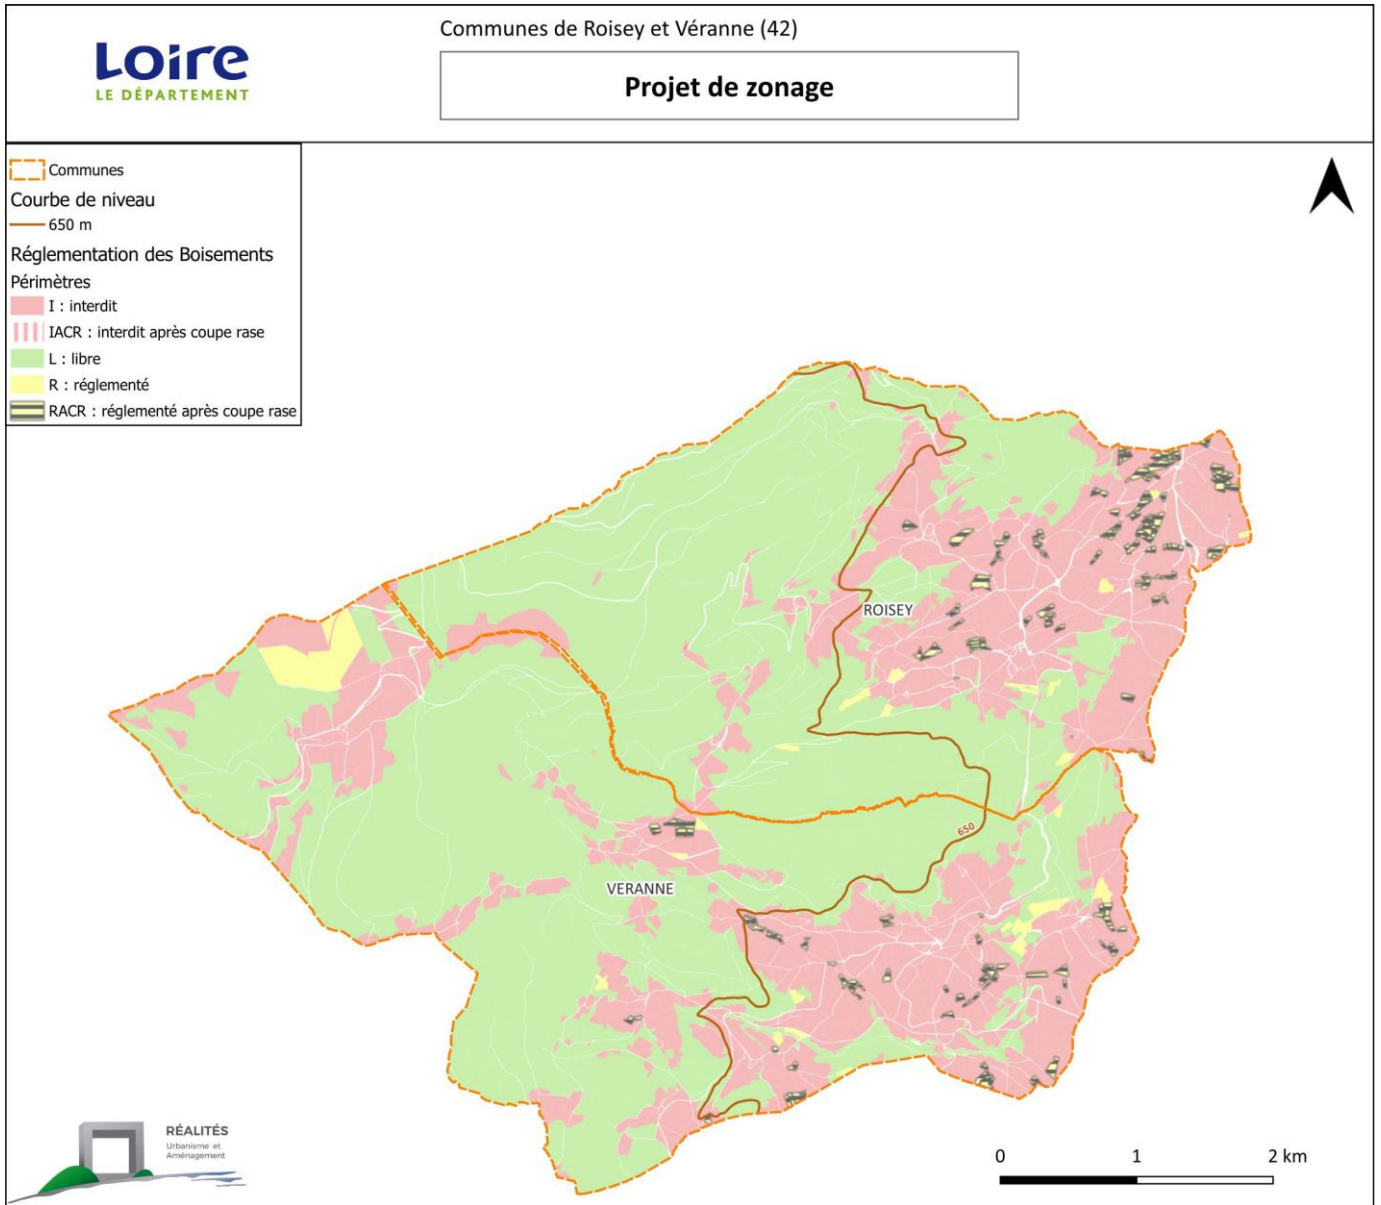 Communes de Roisey et Véranne (42)
Loire
LE DÉPARTEMENT
Projet de zonage
Communes
Courbe de niveau
650 m
Réglementation des Boisements
Périmètres
I : interdit
IACR : interdit après coupe rase
L : libre
R : réglementé
RACR : réglementé après coupe rase
ROISEY
650
VERANNE
RÉALITÉS
Urbanisme et
Aménagement
0 1 2 km